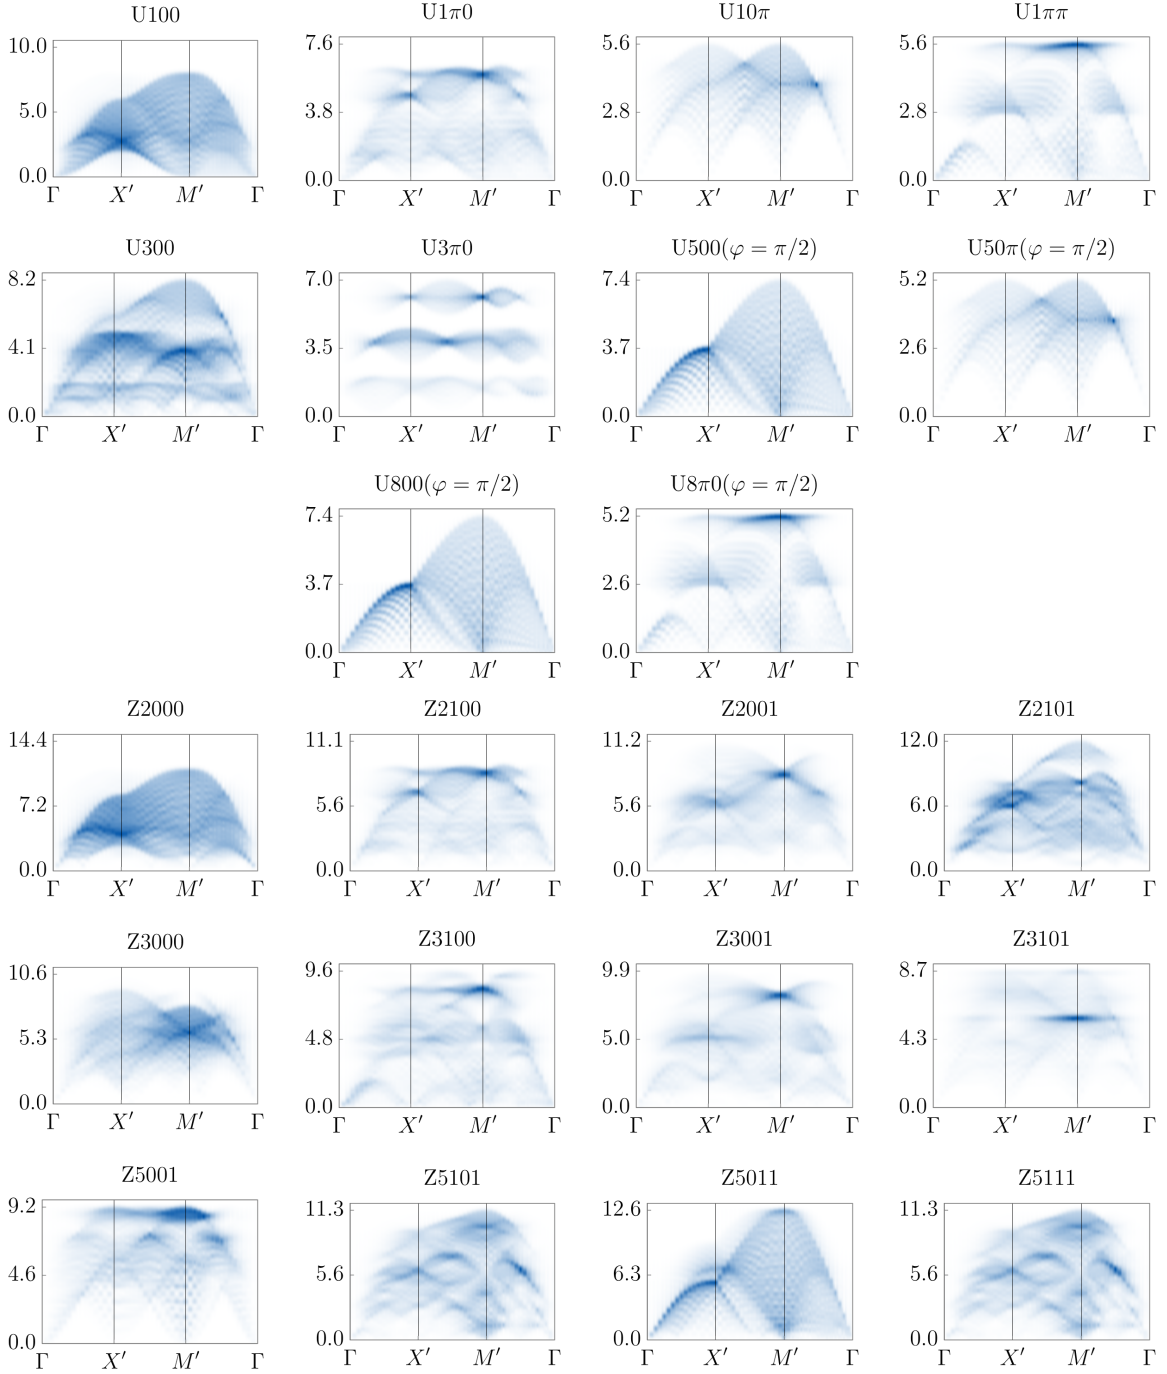 U100 U1π0 U10π U1ππ
10.0 7.6 5.6 5.6
5.0 3.8 2.8 2.8
0.0 0.0 0.0 0.0
Γ X′ M′ Γ Γ X′ M′ Γ Γ X′ M′ Γ Γ X′ M′ Γ
U300 U3π0 U500(φ = π/2) U50π(φ = π/2)
8.2 7.0 7.4 5.2
4.1 3.5 3.7 2.6
0.0 0.0 0.0 0.0
Γ X′ M′ Γ Γ X′ M′ Γ Γ X′ M′ Γ Γ X′ M′ Γ
U800(φ = π/2) U8π0(φ = π/2)
7.4 5.2
3.7 2.6
0.0 0.0
Γ X′ M′ Γ Γ X′ M′ Γ
Z2000 Z2100 Z2001 Z2101
14.4 11.1 11.2 12.0
7.2 5.6 5.6 6.0
0.0 0.0 0.0 0.0
Γ X′ M′ Γ Γ X′ M′ Γ Γ X′ M′ Γ Γ X′ M′ Γ
Z3000 Z3100 Z3001 Z3101
10.6 9.6 9.9 8.7
5.3 4.8 5.0 4.3
0.0 0.0 0.0 0.0
Γ X′ M′ Γ Γ X′ M′ Γ Γ X′ M′ Γ Γ X′ M′ Γ
Z5001 Z5101 Z5011 Z5111
9.2 11.3 12.6 11.3
4.6 5.6 6.3 5.6
0.0 0.0 0.0 0.0
Γ X′ M′ Γ Γ X′ M′ Γ Γ X′ M′ Γ Γ X′ M′ Γ